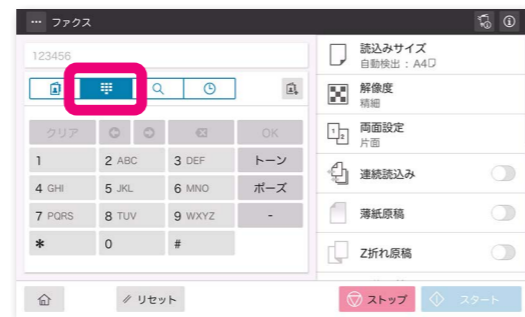 ファクス
123456
クリア
OK
1
2 ABC
3 DEF
トーン
4 GHI
5 JKL
6 MNO
ポーズ
7 PQRS
8 TUV
9 WXYZ
-
*
0
#
リセット
読込みサイズ
自動検出 : A4
解像度
精細
両面設定
片面
連続読込み
薄紙原稿
Z折れ原稿
ストップ
スタート